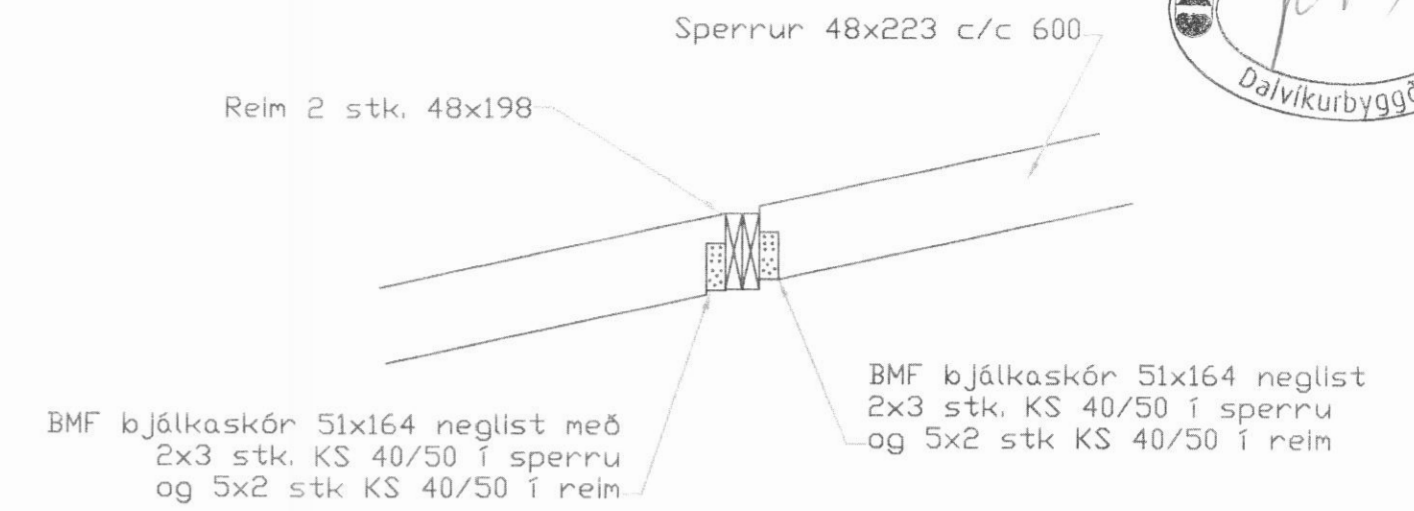 Sperrur 48x223 c/c 600
Dalvíkurbygg
Reim 2 stk. 48x198
BMF bjálkaskór 51x164 neglist
2x3 stk. KS 40/50 í sperru
og 5x2 stk KS 40/50 í reim
BMF bjálkaskór 51x164 neglist með
2x3 stk. KS 40/50 í sperru
og 5x2 stk KS 40/50 í reim